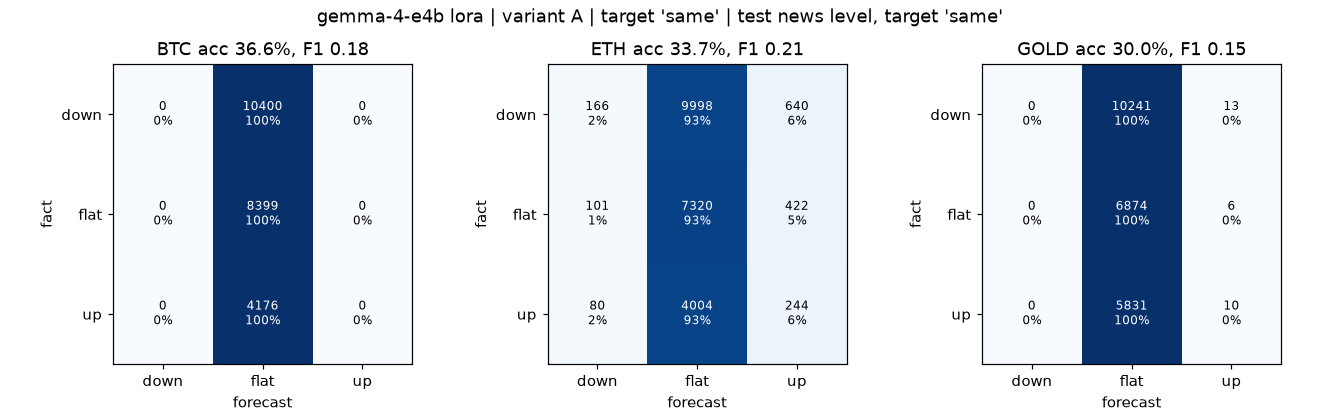 gemma-4-e4b lora | variant A | target 'same' | test news level, target 'same'
BTC acc 36.6%, F1 0.18
down
0
0%
10400
100%
0
0%
flat
0
0%
8399
100%
0
0%
up
0
0%
4176
100%
0
0%
fact
down flat up
forecast
ETH acc 33.7%, F1 0.21
down
166
2%
9998
93%
640
6%
flat
101
1%
7320
93%
422
5%
up
80
2%
4004
93%
244
6%
fact
down flat up
forecast
GOLD acc 30.0%, F1 0.15
down
0
0%
10241
100%
13
0%
flat
0
0%
6874
100%
6
0%
up
0
0%
5831
100%
10
0%
fact
down flat up
forecast